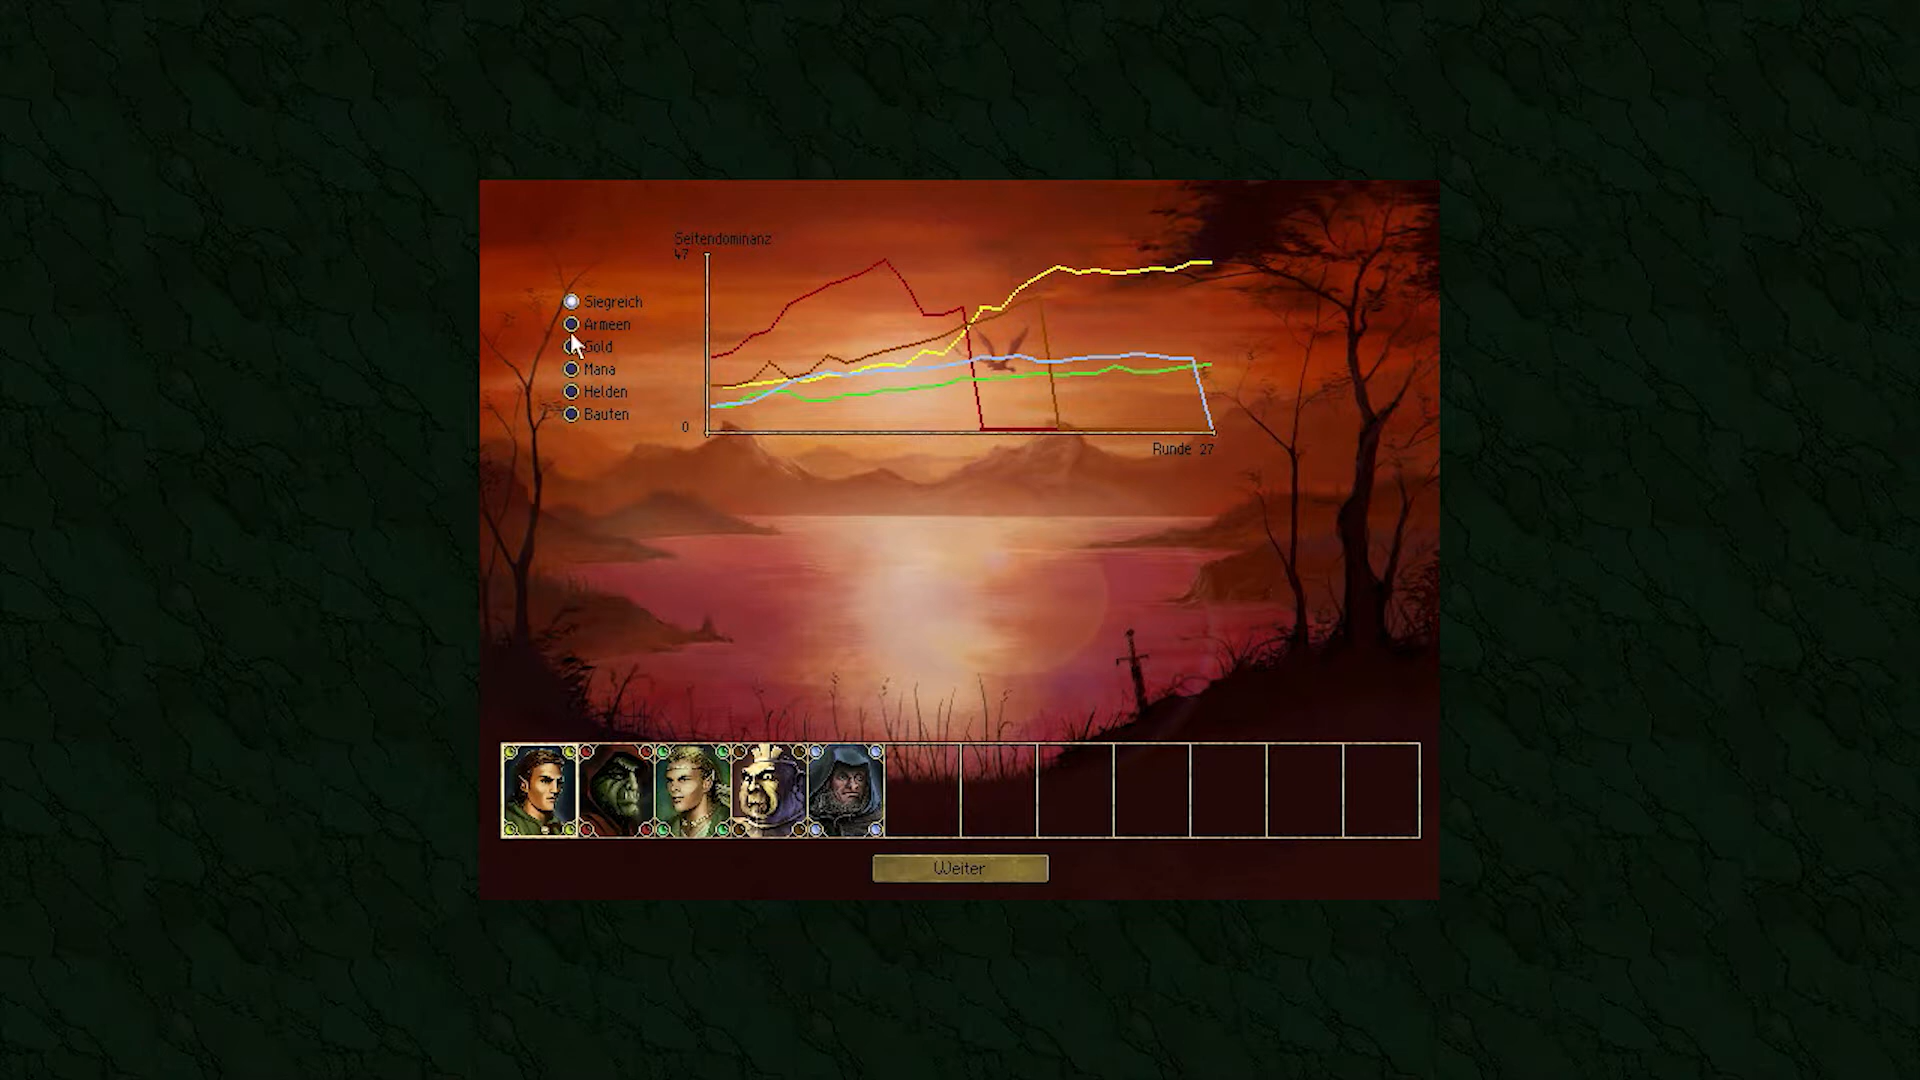 Seitendominanz
47
Siegreich
Armeen
Gold
Mana
Helden
Bauten
0
Runde 27
Weiter